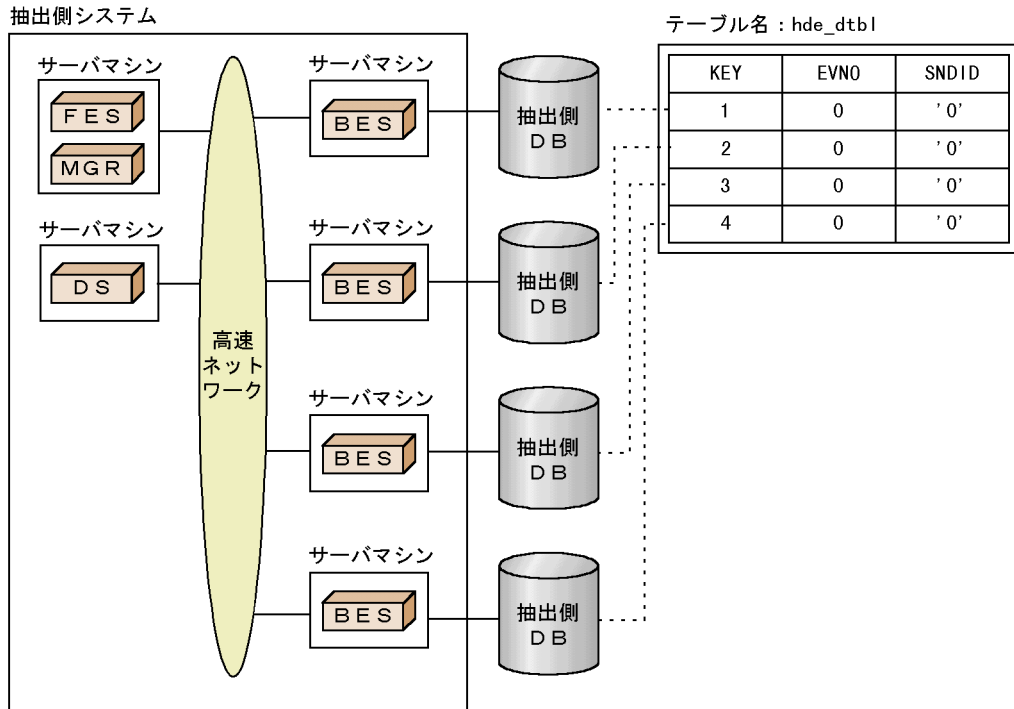 抽出側システム
サーバマシン
FES
MGR
サーバマシン
DS
高速
ネット
ワーク
サーバマシン
BES
サーバマシン
BES
サーバマシン
BES
サーバマシン
BES
抽出側
DB
抽出側
DB
抽出側
DB
抽出側
DB
テーブル名:hde_dtbl
KEY EVNO SNDID
1 0 '0'
2 0 '0'
3 0 '0'
4 0 '0'